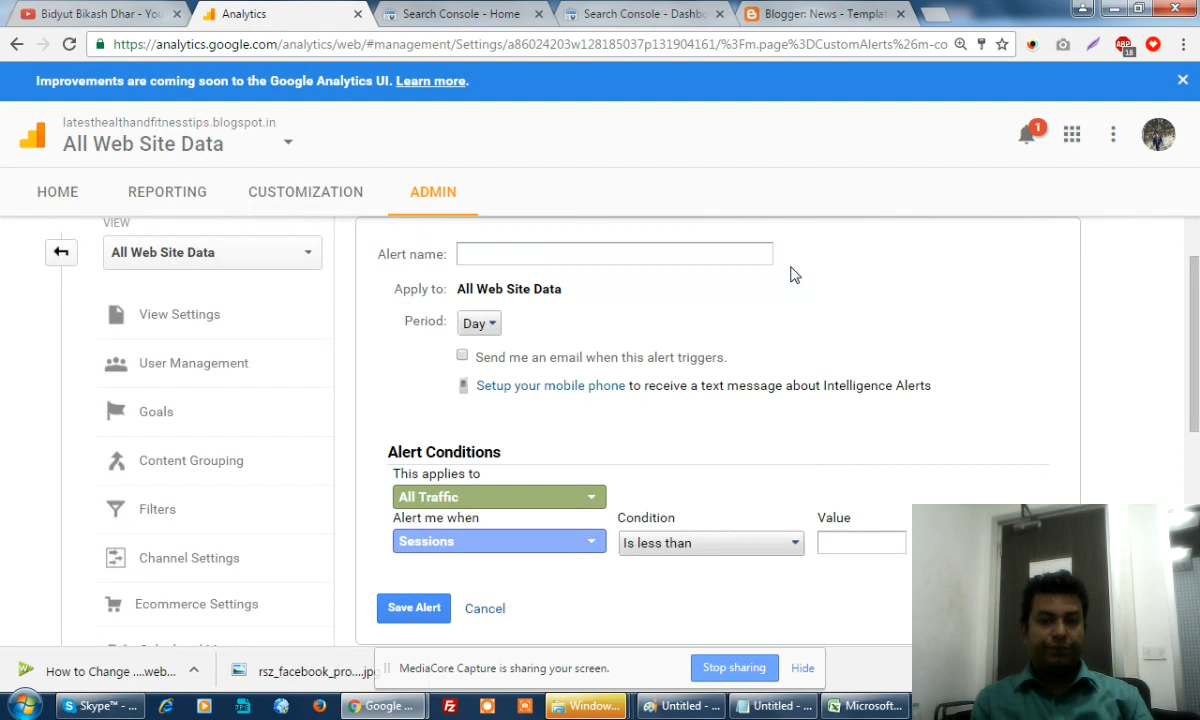 Bidyut Bikash Dhar - You
Analytics
Search Console - Home
Search Console - Dashbo
Blogger: News - Templat
https://analytics.google.com/analytics/web/#management/Settings/a86024203w128185037p131904161/%3Fm.page%3DCustomAlerts%26m-co
ABP
18
Improvements are coming soon to the Google Analytics UI. Learn more.
latesthealthandfitnesstips.blogspot.in
All Web Site Data
1
HOME
REPORTING
CUSTOMIZATION
ADMIN
VIEW
All Web Site Data
View Settings
User Management
Goals
Content Grouping
Filters
Channel Settings
Ecommerce Settings
Alert name:
Apply to: All Web Site Data
Period: Day
Send me an email when this alert triggers.
Setup your mobile phone to receive a text message about Intelligence Alerts
Alert Conditions
This applies to
All Traffic
Alert me when
Condition
Value
Sessions
Is less than
Save Alert
Cancel
How to Change ....web...
rsz_facebook_pro....jpg
MediaCore Capture is sharing your screen.
Stop sharing
Hide
Skype™ - ...
Google ...
Window...
Untitled - ...
Untitled - ...
Microsoft...